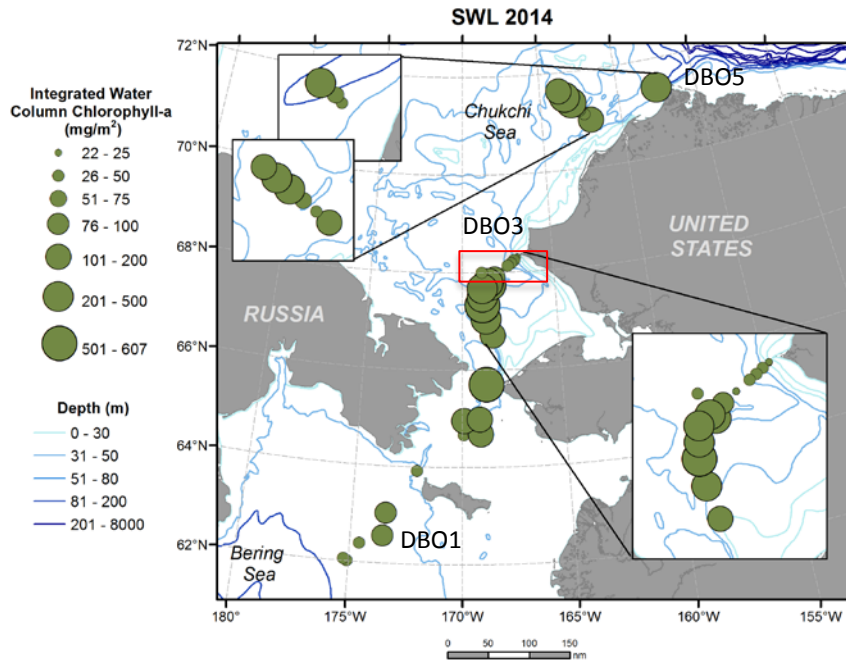 SWL 2014
Integrated Water
Column Chlorophyll-a
(mg/m²)
22 - 25
26 - 50
51 - 75
76 - 100
101 - 200
201 - 500
501 - 607
Depth (m)
0 - 30
31 - 50
51 - 80
81 - 200
201 - 8000
72°N
70°N
68°N
66°N
64°N
62°N
DBO5
Chukchi
Sea
DBO3
UNITED
STATES
RUSSIA
DBO1
Bering
Sea
180°
175°W
170°W
165°W
160°W
155°W
0 50 100 150
nm